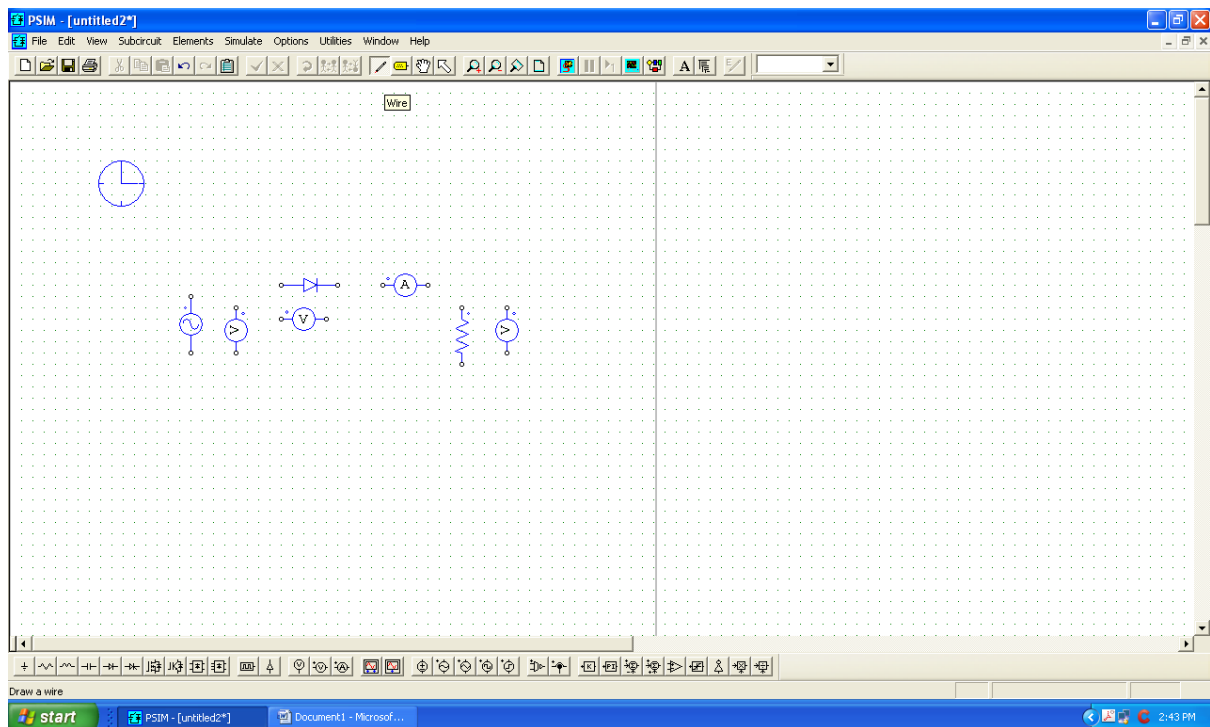 PSIM - [untitled2*]
File Edit View Subcircuit Elements Simulate Options Utilities Window Help
Wire
A
V
V
V
Draw a wire
start PSIM - [untitled2*] Document1 - Microsof... 2:43 PM